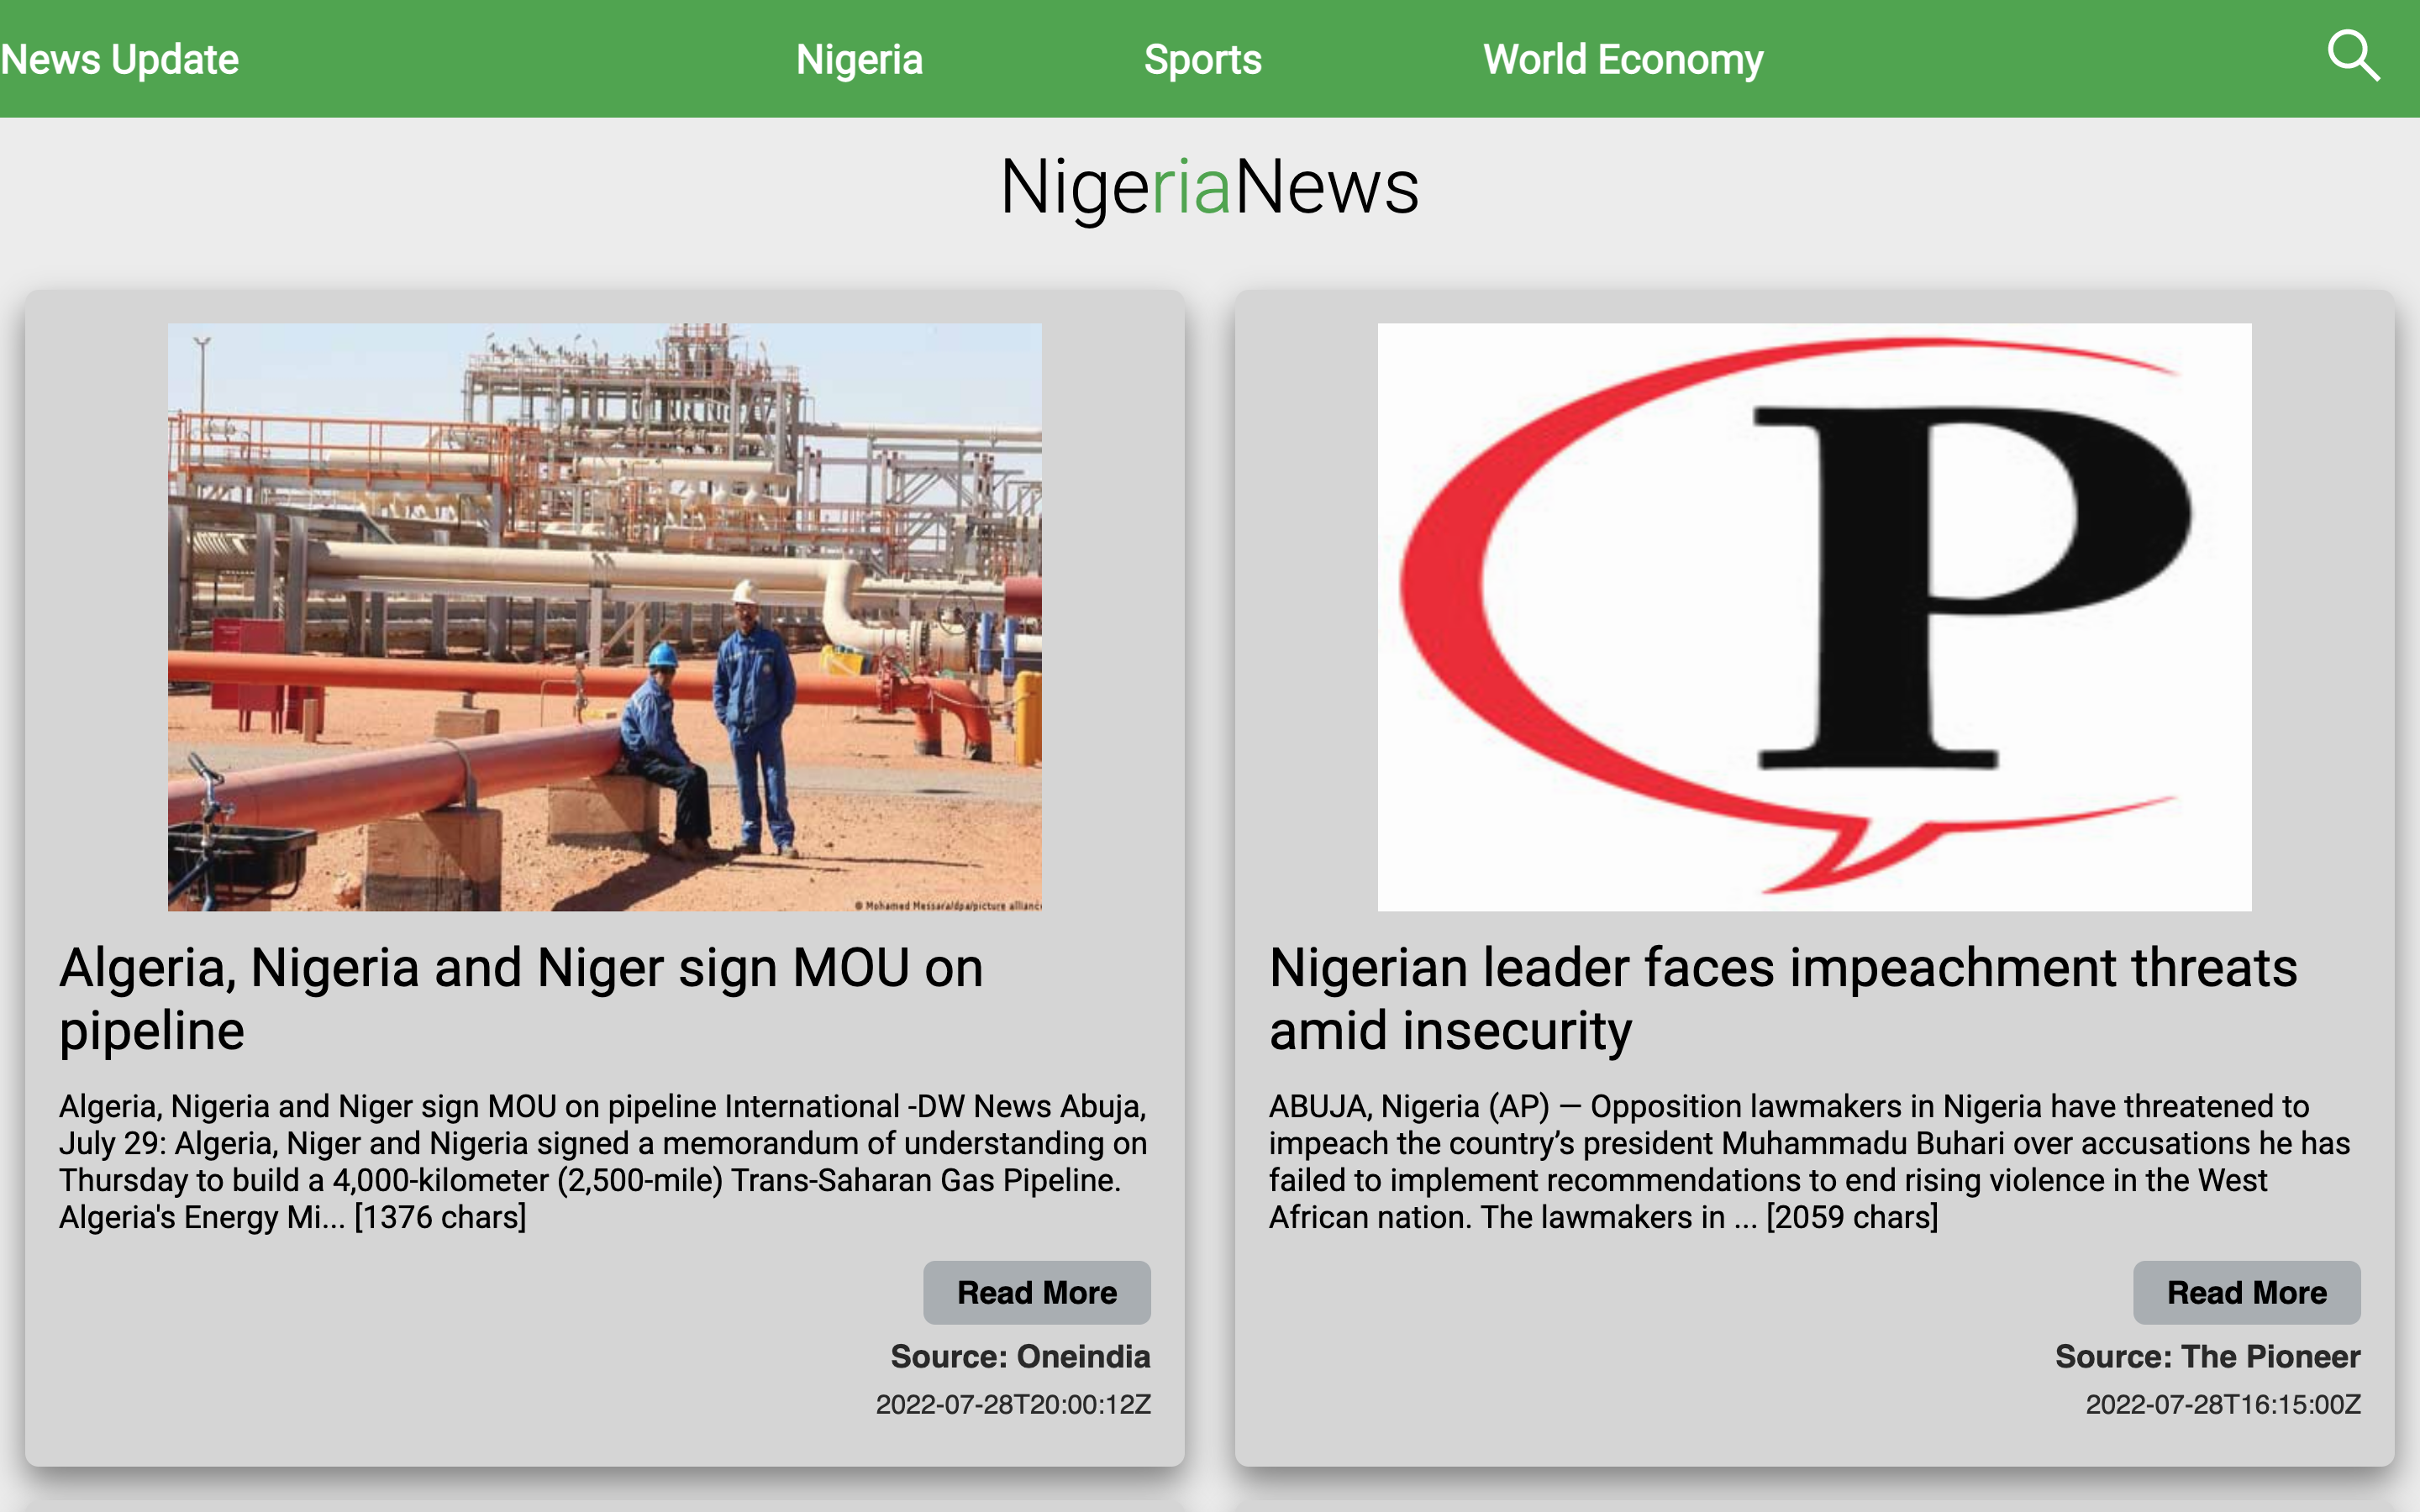 News Update
Nigeria
Sports
World Economy
NigeriaNews
© Mohamed Messara/dpa/picture alliance
Algeria, Nigeria and Niger sign MOU on
pipeline
Algeria, Nigeria and Niger sign MOU on pipeline International -DW News Abuja,
July 29: Algeria, Niger and Nigeria signed a memorandum of understanding on
Thursday to build a 4,000-kilometer (2,500-mile) Trans-Saharan Gas Pipeline.
Algeria's Energy Mi... [1376 chars]
Read More
Source: Oneindia
2022-07-28T20:00:12Z
P
Nigerian leader faces impeachment threats
amid insecurity
ABUJA, Nigeria (AP) — Opposition lawmakers in Nigeria have threatened to
impeach the country’s president Muhammadu Buhari over accusations he has
failed to implement recommendations to end rising violence in the West
African nation. The lawmakers in ... [2059 chars]
Read More
Source: The Pioneer
2022-07-28T16:15:00Z